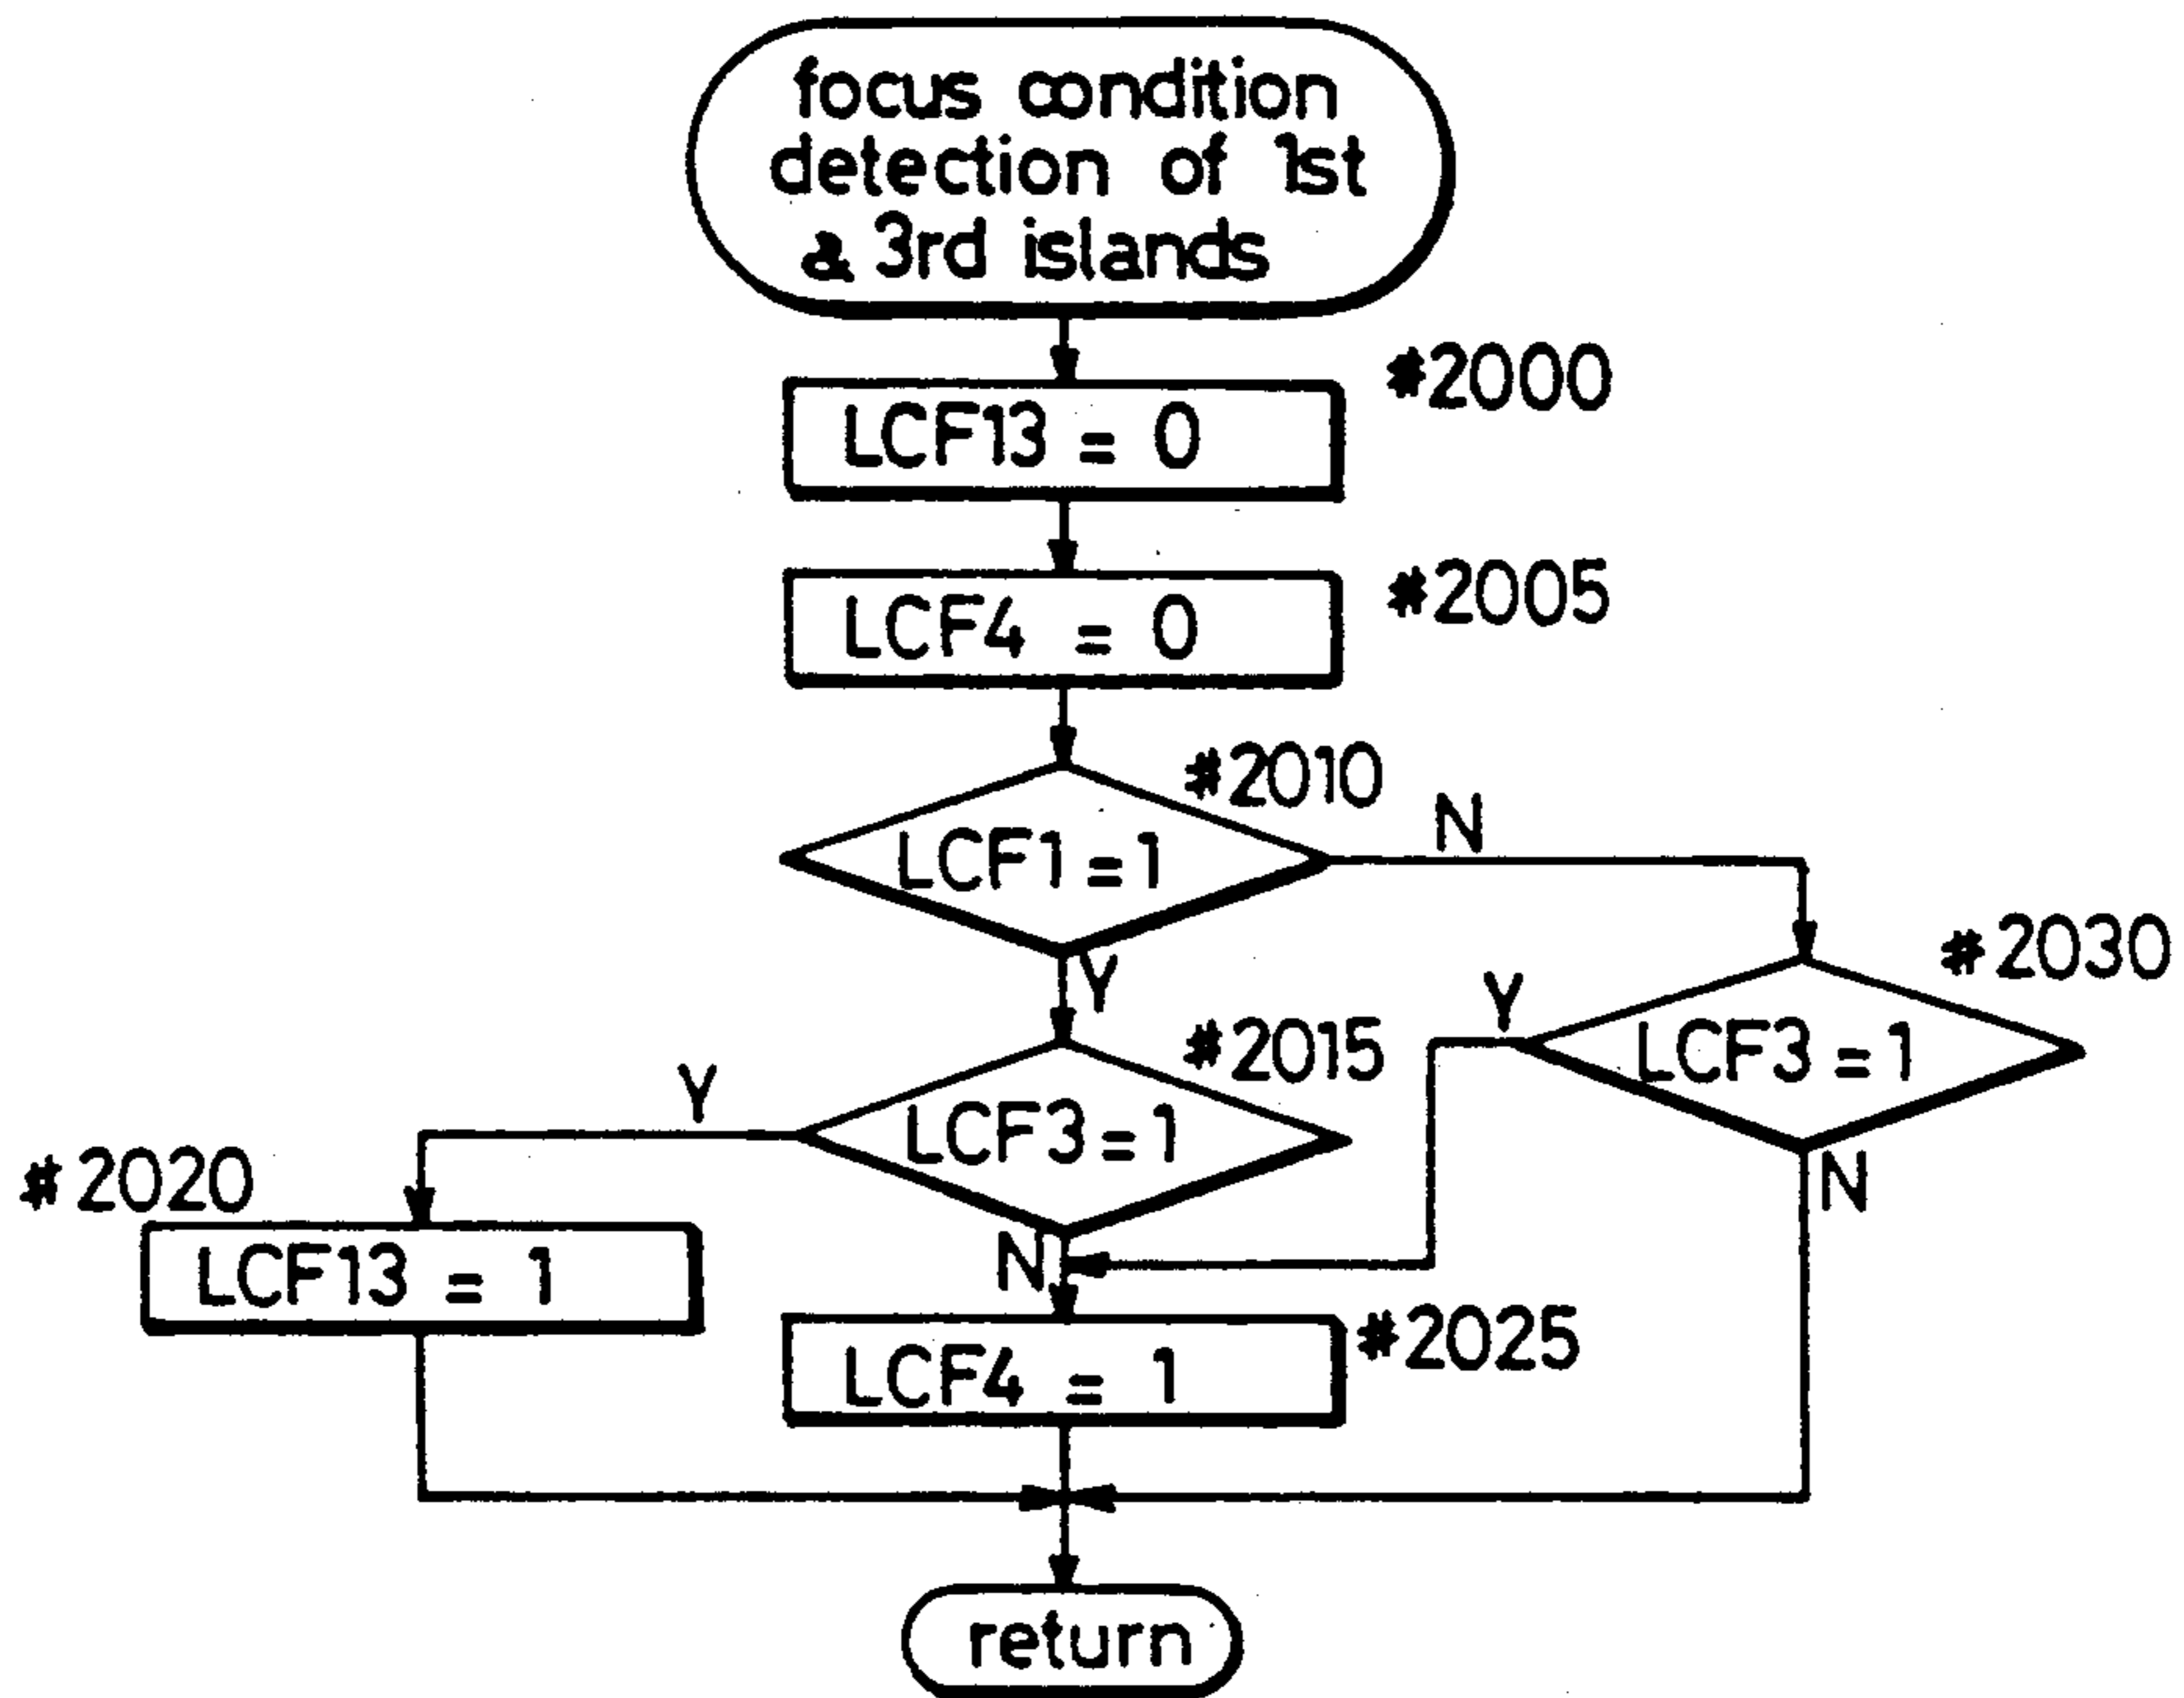 focus condition
detection of 1st
& 3rd islands
#2000
LCF13 = 0
#2005
LCF4 = 0
#2010
LCF1 = 1
N
Y
#2030
LCF3 = 1
Y
N
#2015
LCF3 = 1
Y
N
#2020
LCF13 = 1
#2025
LCF4 = 1
return